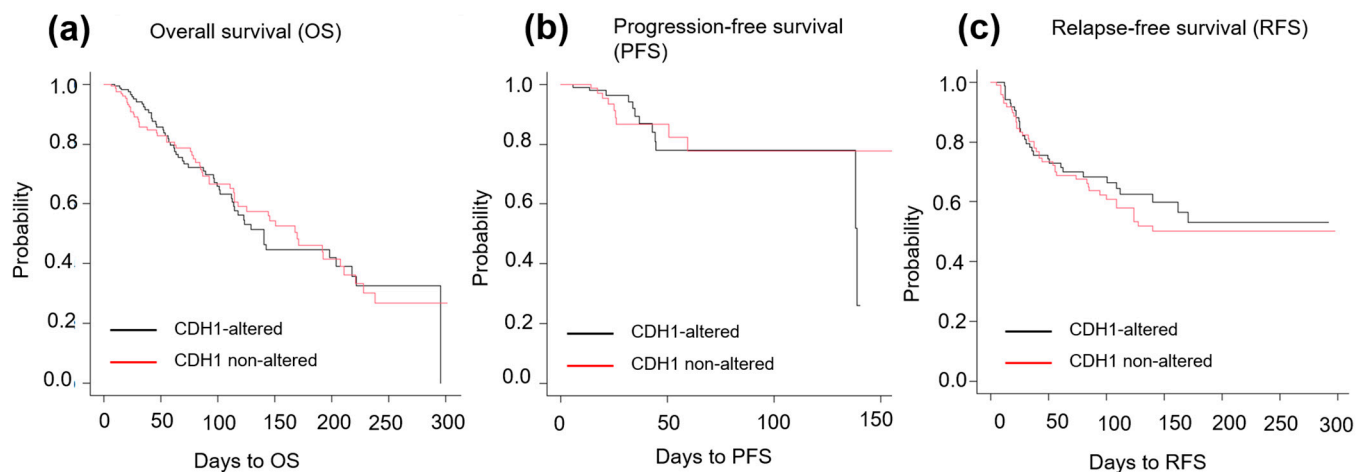 (a) Overall survival (OS)
Probability
1.0
0.8
0.6
0.4
0.2
0.0
CDH1-altered
CDH1 non-altered
0 50 100 150 200 250 300
Days to OS
(b) Progression-free survival
(PFS)
Probability
1.0
0.8
0.6
0.4
0.2
0.0
CDH1-altered
CDH1 non-altered
0 50 100 150
Days to PFS
(c) Relapse-free survival (RFS)
Probability
1.0
0.8
0.6
0.4
0.2
0.0
CDH1-altered
CDH1 non-altered
0 50 100 150 200 250 300
Days to RFS